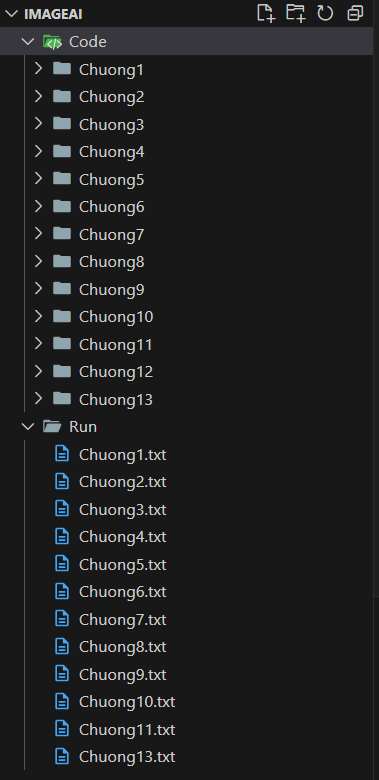 IMAGEAI
Code
Chuong1
Chuong2
Chuong3
Chuong4
Chuong5
Chuong6
Chuong7
Chuong8
Chuong9
Chuong10
Chuong11
Chuong12
Chuong13
Run
Chuong1.txt
Chuong2.txt
Chuong3.txt
Chuong4.txt
Chuong5.txt
Chuong6.txt
Chuong7.txt
Chuong8.txt
Chuong9.txt
Chuong10.txt
Chuong11.txt
Chuong13.txt